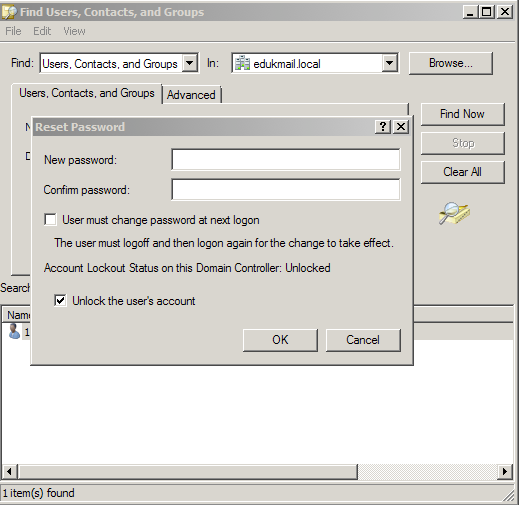 Find Users, Contacts, and Groups
File Edit View
Find: Users, Contacts, and Groups In: edukmail.local Browse...
Users, Contacts, and Groups Advanced
Find Now
Stop
Clear All
Reset Password
New password:
Confirm password:
User must change password at next logon
The user must logoff and then logon again for the change to take effect.
Account Lockout Status on this Domain Controller: Unlocked
Unlock the user's account
OK Cancel
1 item(s) found